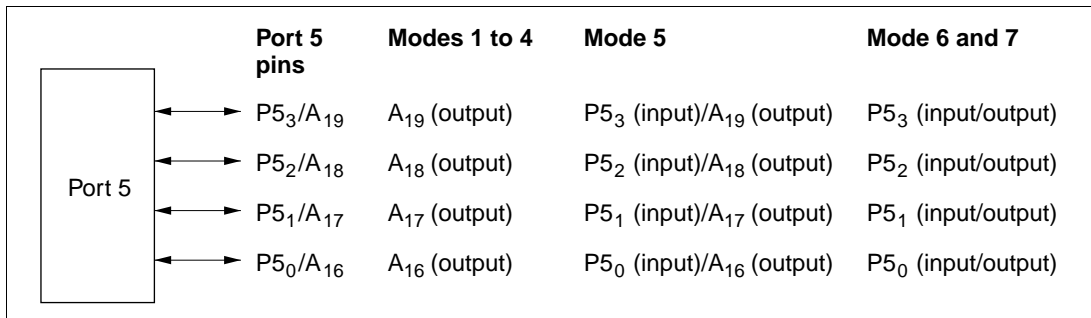 Port 5 pins Modes 1 to 4 Mode 5 Mode 6 and 7
P5₃/A₁₉ A₁₉ (output) P5₃ (input)/A₁₉ (output) P5₃ (input/output)
P5₂/A₁₈ A₁₈ (output) P5₂ (input)/A₁₈ (output) P5₂ (input/output)
Port 5
P5₁/A₁₇ A₁₇ (output) P5₁ (input)/A₁₇ (output) P5₁ (input/output)
P5₀/A₁₆ A₁₆ (output) P5₀ (input)/A₁₆ (output) P5₀ (input/output)